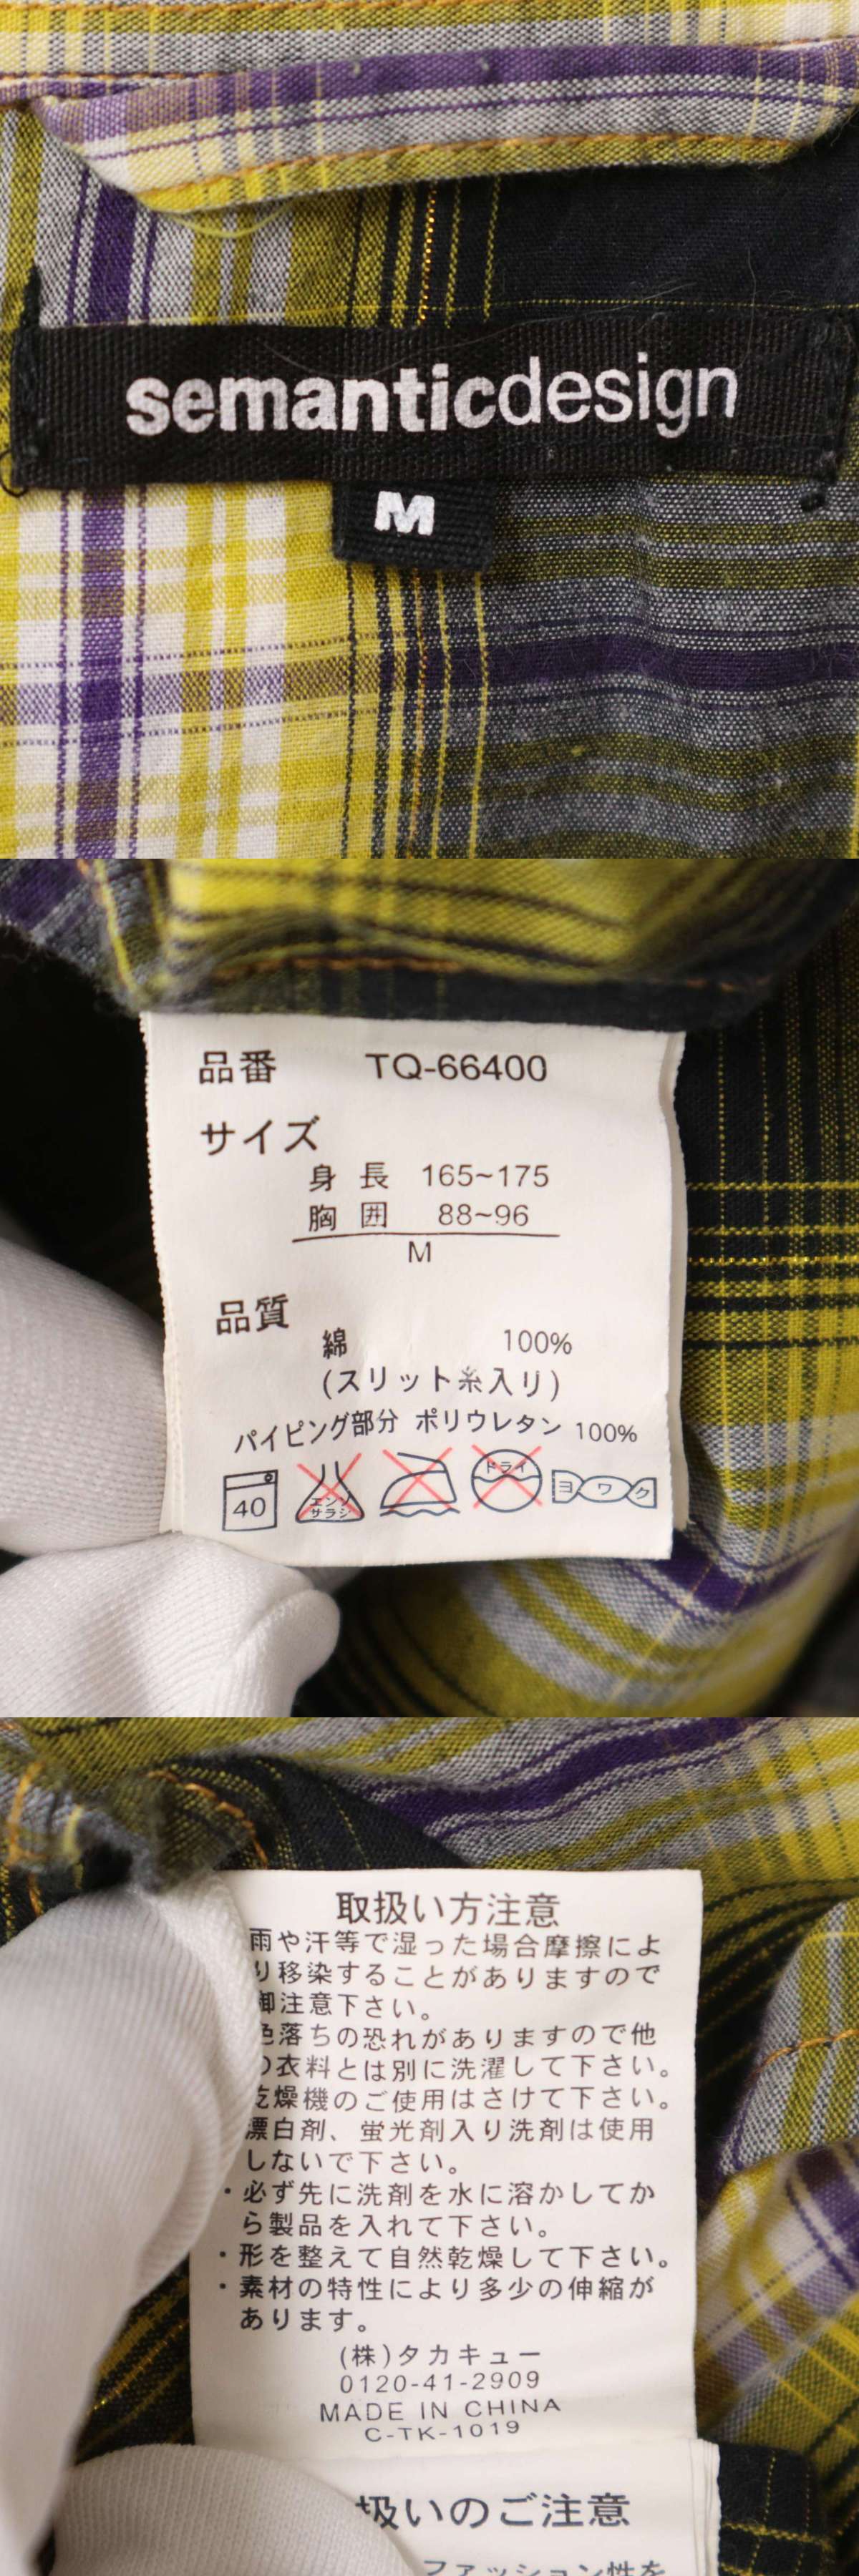 semanticdesign
M
品番 TQ-66400
サイズ
身長 165~175
胸囲 88~96
M
品質
綿 100%
(スリット糸入り)
パイピング部分 ポリウレタン 100%
40 エンソサラシ ドライ ヨワク
取扱い方注意
雨や汗等で湿った場合摩擦によ
り移染することがありますので
御注意下さい。
色落ちの恐れがありますので他
の衣料とは別に洗濯して下さい。
乾燥機のご使用はさけて下さい。
漂白剤、蛍光剤入り洗剤は使用
しないで下さい。
・必ず先に洗剤を水に溶かしてか
ら製品を入れて下さい。
・形を整えて自然乾燥して下さい。
・素材の特性により多少の伸縮が
あります。
(株)タカキュー
0120-41-2909
MADE IN CHINA
C-TK-1019
扱いのご注意
ファッション性を